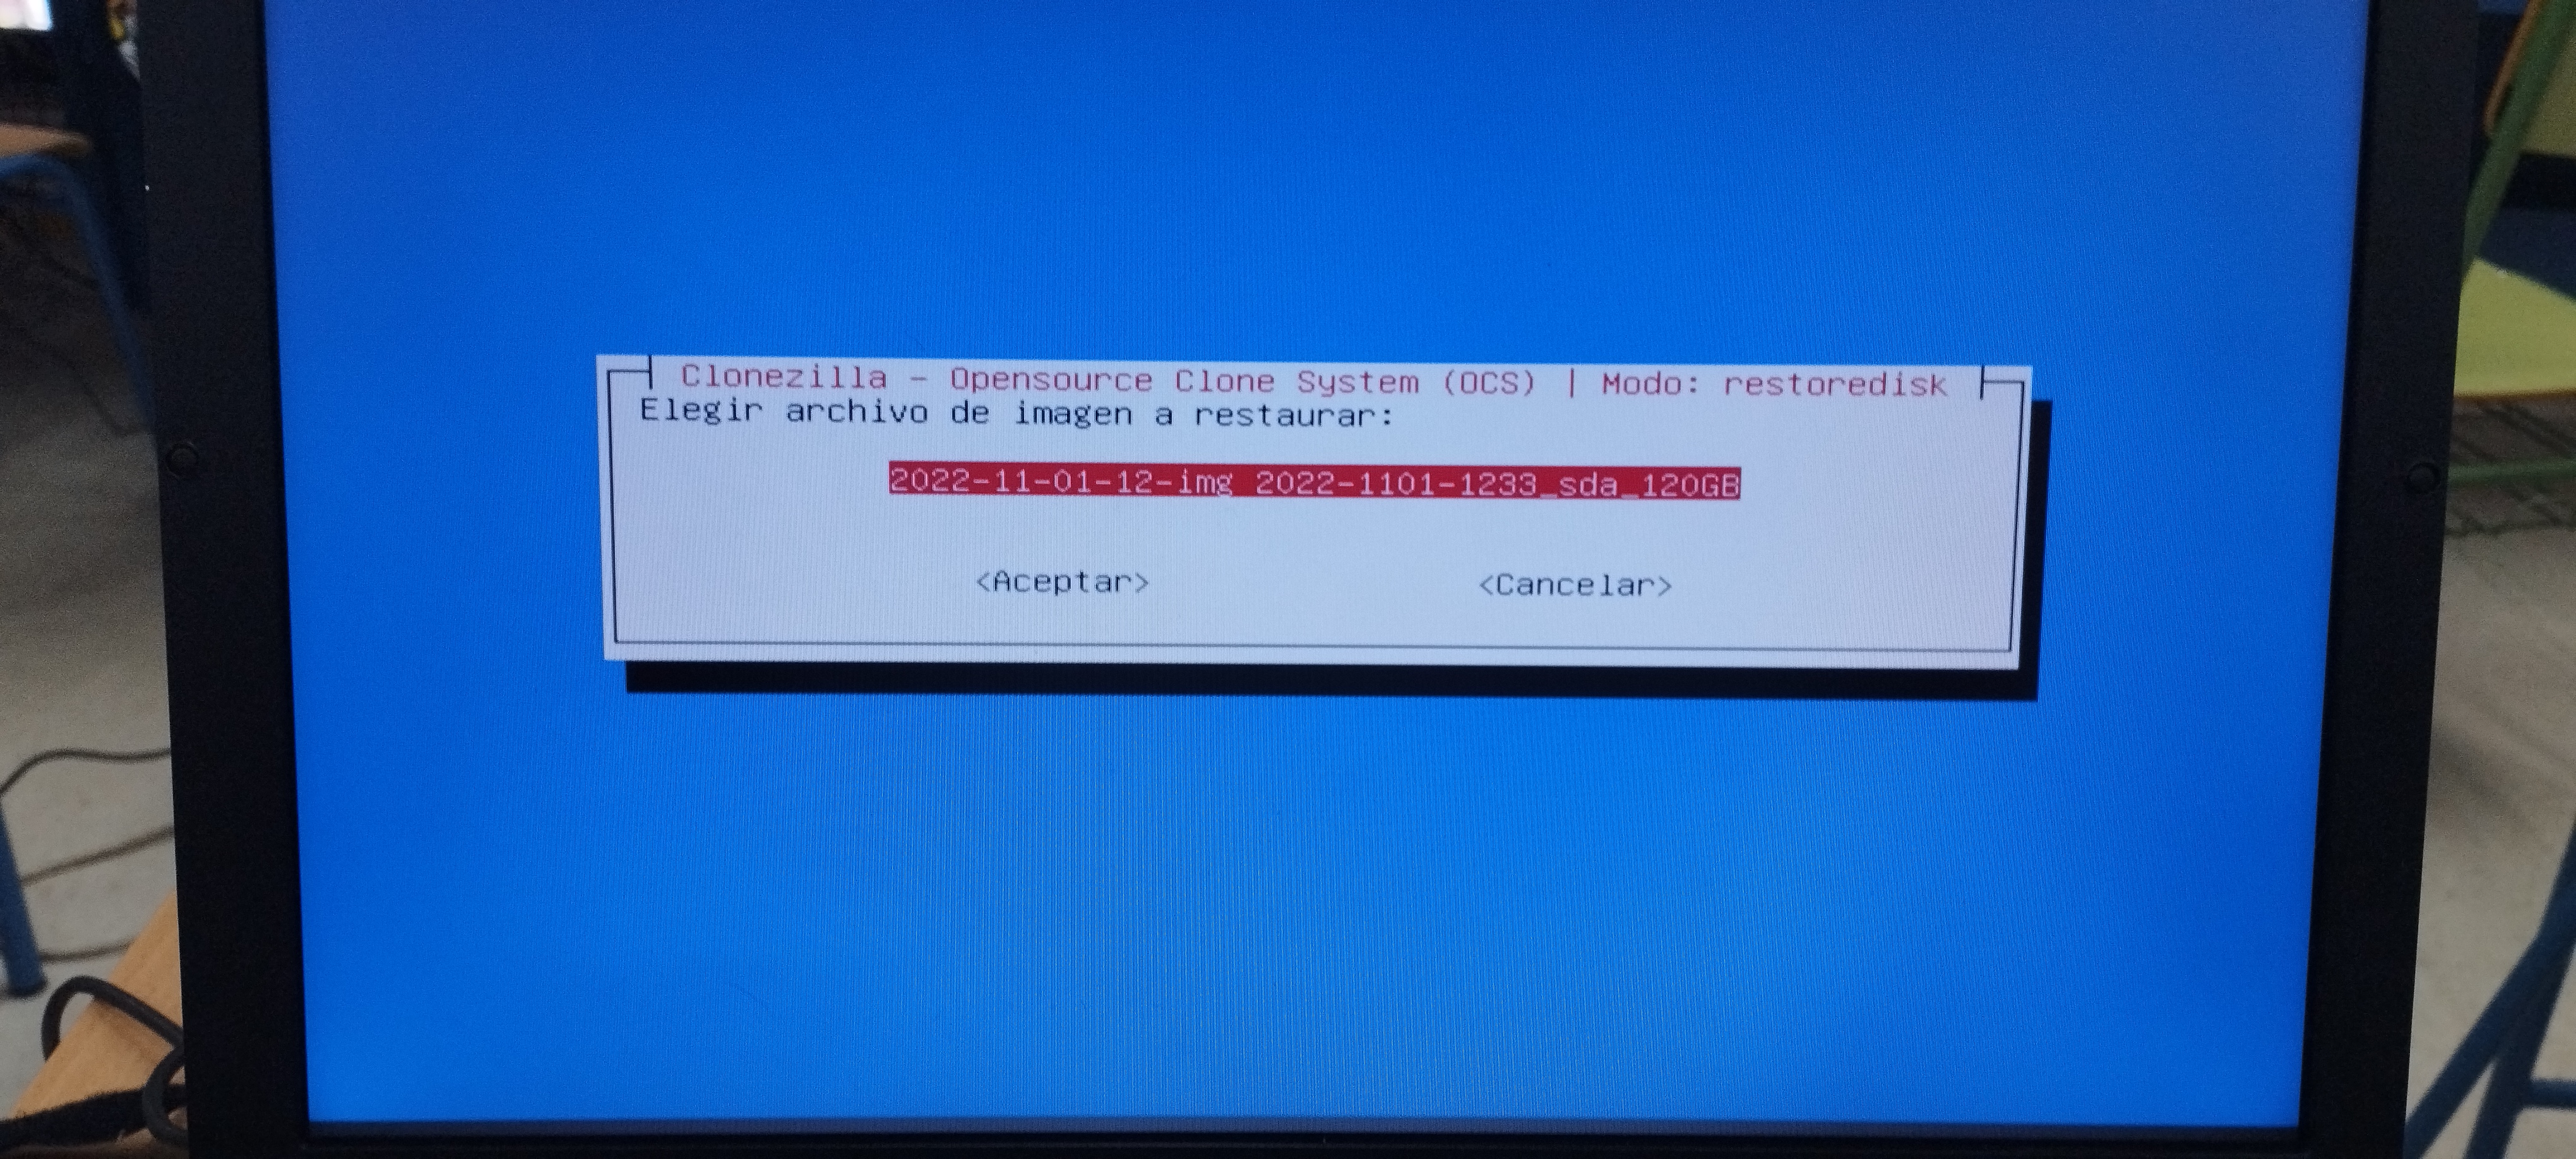 Clonezilla - Opensource Clone System (OCS) | Modo: restoredisk
Elegir archivo de imagen a restaurar:
2022-11-01-12-img 2022-1101-1233_sda_120GB
<Aceptar> <Cancelar>